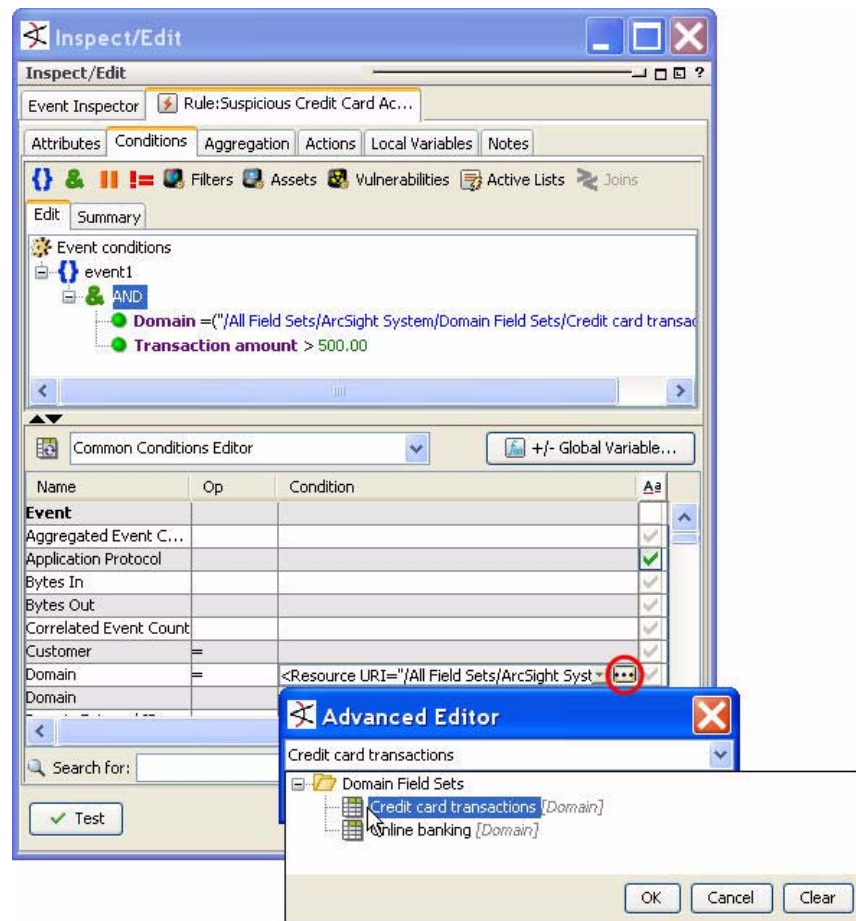 Inspect/Edit
Inspect/Edit
Event Inspector Rule:Suspicious Credit Card Ac...
Attributes Conditions Aggregation Actions Local Variables Notes
{} & != Filters Assets Vulnerabilities Active Lists Joins
Edit Summary
Event conditions
{} event1
& AND
Domain =("/All Field Sets/ArcSight System/Domain Field Sets/Credit card transac
Transaction amount > 500.00
Common Conditions Editor +/- Global Variable...
Name Op Condition Aa
Event
Aggregated Event C...
Application Protocol
Bytes In
Bytes Out
Correlated Event Count
Customer =
Domain = <Resource URI="/All Field Sets/ArcSight Syst ...
Domain
Advanced Editor
Credit card transactions
Search for:
Domain Field Sets
Credit card transactions [Domain]
Online banking [Domain]
Test
OK Cancel Clear